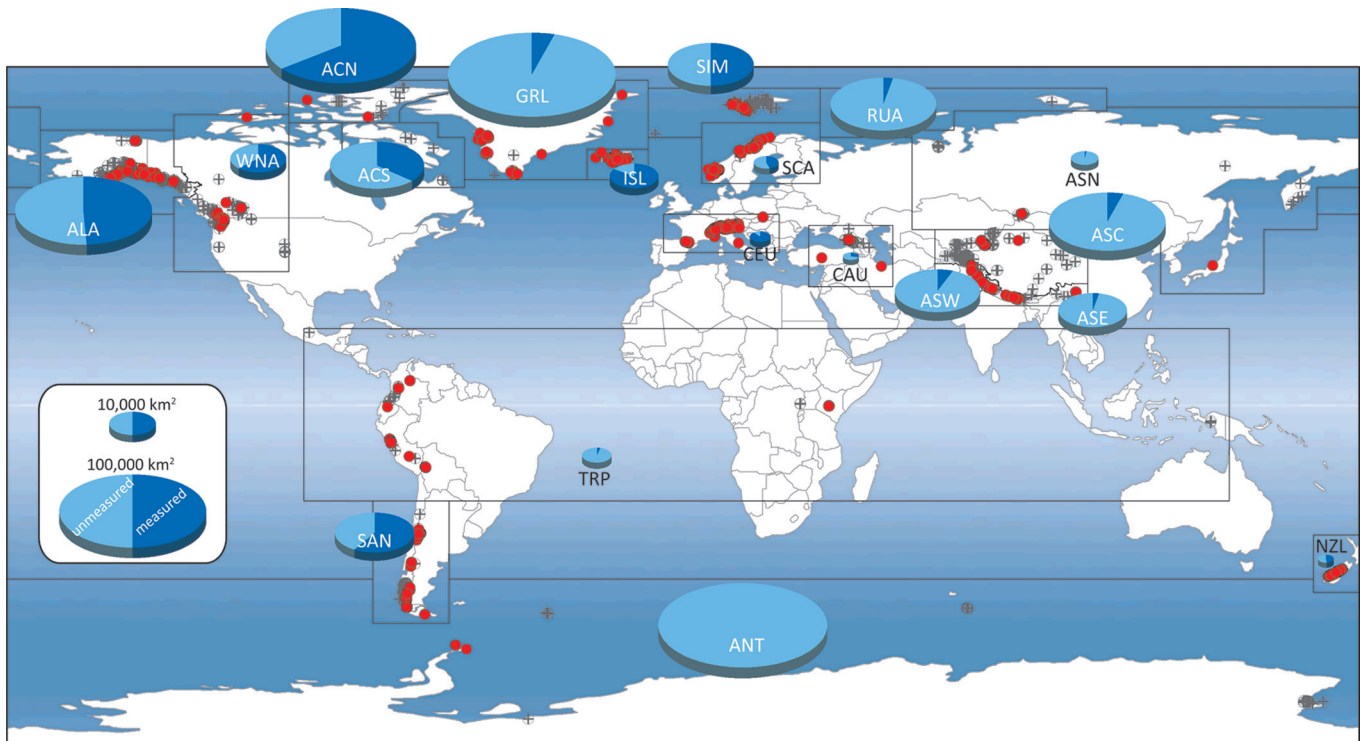 ACN
GRL
SIM
RUA
WNA
ACS
ISL
SCA
ASN
ALA
CEU
CAU
ASC
ASW
ASE
10,000 km²
100,000 km²
unmeasured
measured
TRP
SAN
NZL
ANT